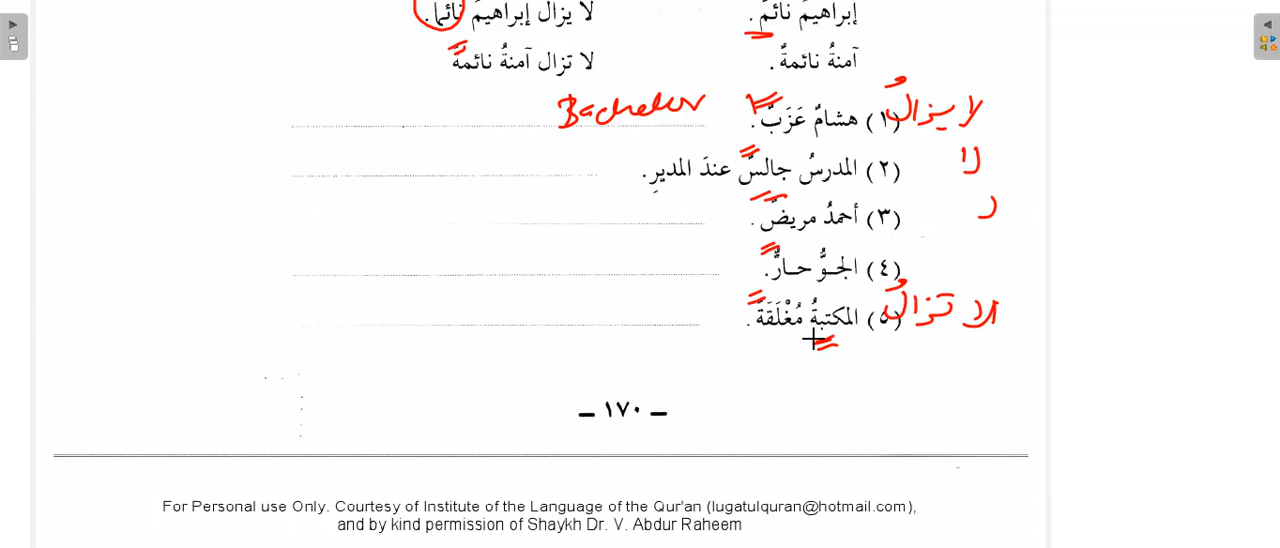 إبراهيمُ نائمٌ . لا يزال إبراهيمُ نائما.
آمنةُ نائمةٌ . لا تزال آمنةُ نائمةً
(١) هشامٌ عَزَبٌ . لا يزالُ Bachelor
(٢) المدرسُ جالسٌ عندَ المديرِ . لا
(٣) أحمدُ مريضٌ .
(٤) الجوُّ حارٌّ .
(٥) المكتبةُ مُغْلَقَةٌ . لا تزالُ
– ١٧٠ –
For Personal use Only. Courtesy of Institute of the Language of the Qur'an (lugatulquran@hotmail.com),
and by kind permission of Shaykh Dr. V. Abdur Raheem